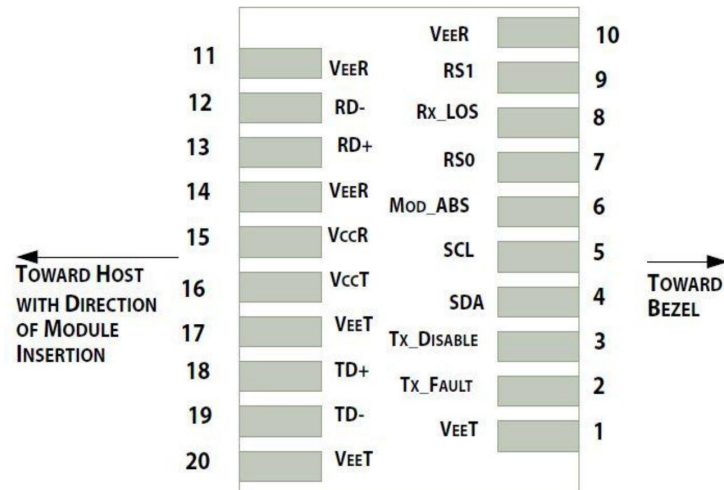 11 VEER
12 RD-
13 RD+
14 VEER
15 VCCR
16 VCCT
17 VEET
18 TD+
19 TD-
20 VEET
TOWARD HOST
WITH DIRECTION
OF MODULE
INSERTION
VEER 10
RS1 9
RX_LOS 8
RS0 7
MOD_ABS 6
SCL 5
SDA 4
TX_DISABLE 3
TX_FAULT 2
VEET 1
TOWARD
BEZEL